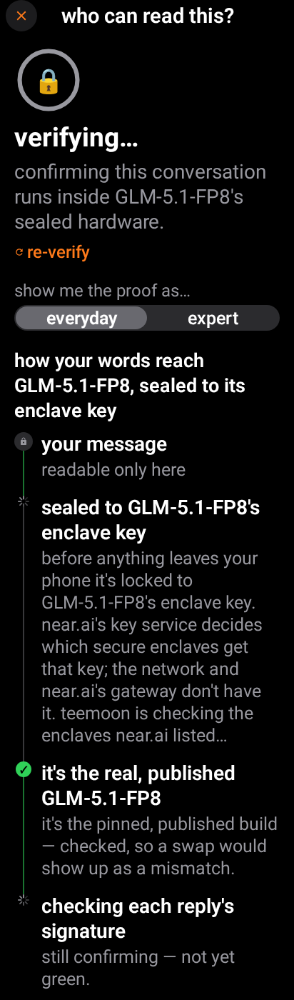 who can read this?
verifying…
confirming this conversation
runs inside GLM-5.1-FP8's
sealed hardware.
re-verify
show me the proof as…
everyday
expert
how your words reach
GLM-5.1-FP8, sealed to its
enclave key
your message
readable only here
sealed to GLM-5.1-FP8's
enclave key
before anything leaves your
phone it's locked to
GLM-5.1-FP8's enclave key.
near.ai's key service decides
which secure enclaves get
that key; the network and
near.ai's gateway don't have
it. teemoon is checking the
enclaves near.ai listed…
it's the real, published
GLM-5.1-FP8
it's the pinned, published build
— checked, so a swap would
show up as a mismatch.
checking each reply's
signature
still confirming — not yet
green.